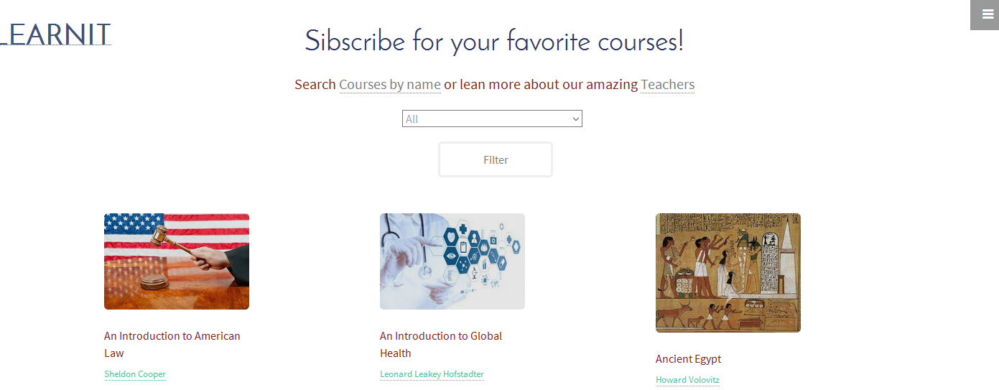 LEARNIT
Sibscribe for your favorite courses!
Search Courses by name or lean more about our amazing Teachers
All
Filter
An Introduction to American
Law
Sheldon Cooper
An Introduction to Global
Health
Leonard Leakey Hofstadter
Ancient Egypt
Howard Volovitz